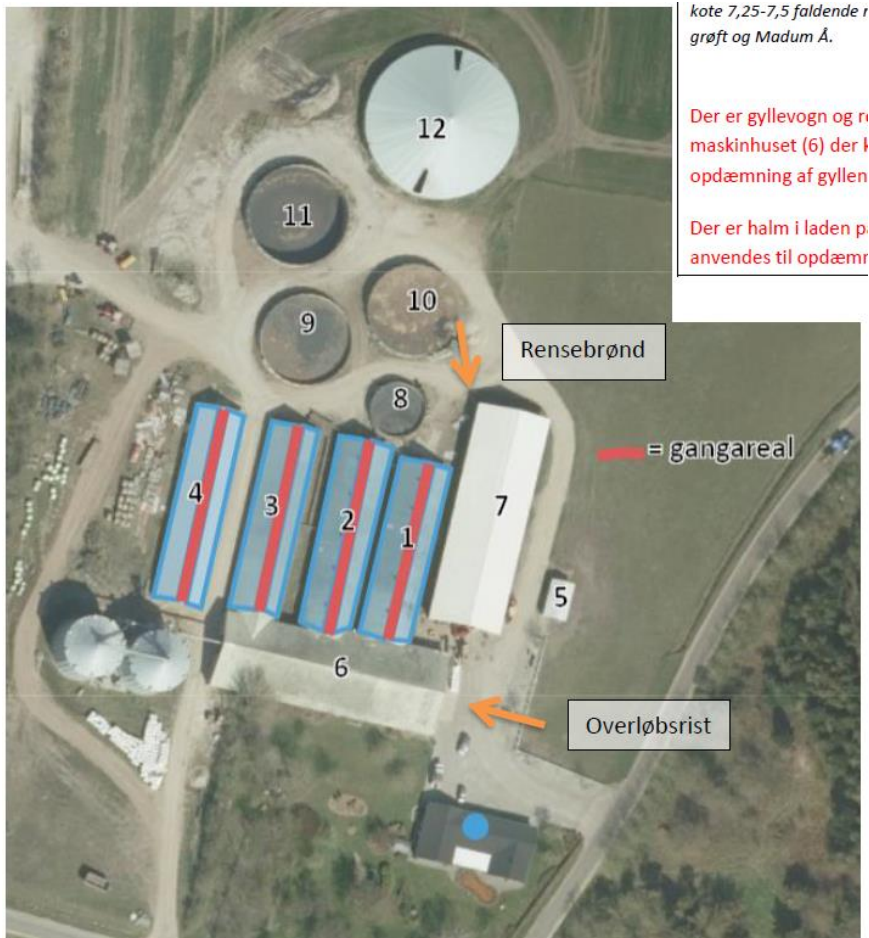 kote 7,25-7,5 faldende
grøft og Madum Å.
Der er gyllevogn og
maskinhuset (6) der
opdæmning af gyllen
Der er halm i laden
anvendes til
12
11
10
9
Rensebrønd
8
= gangareal
4
3
2
1
7
5
6
Overløbsrist